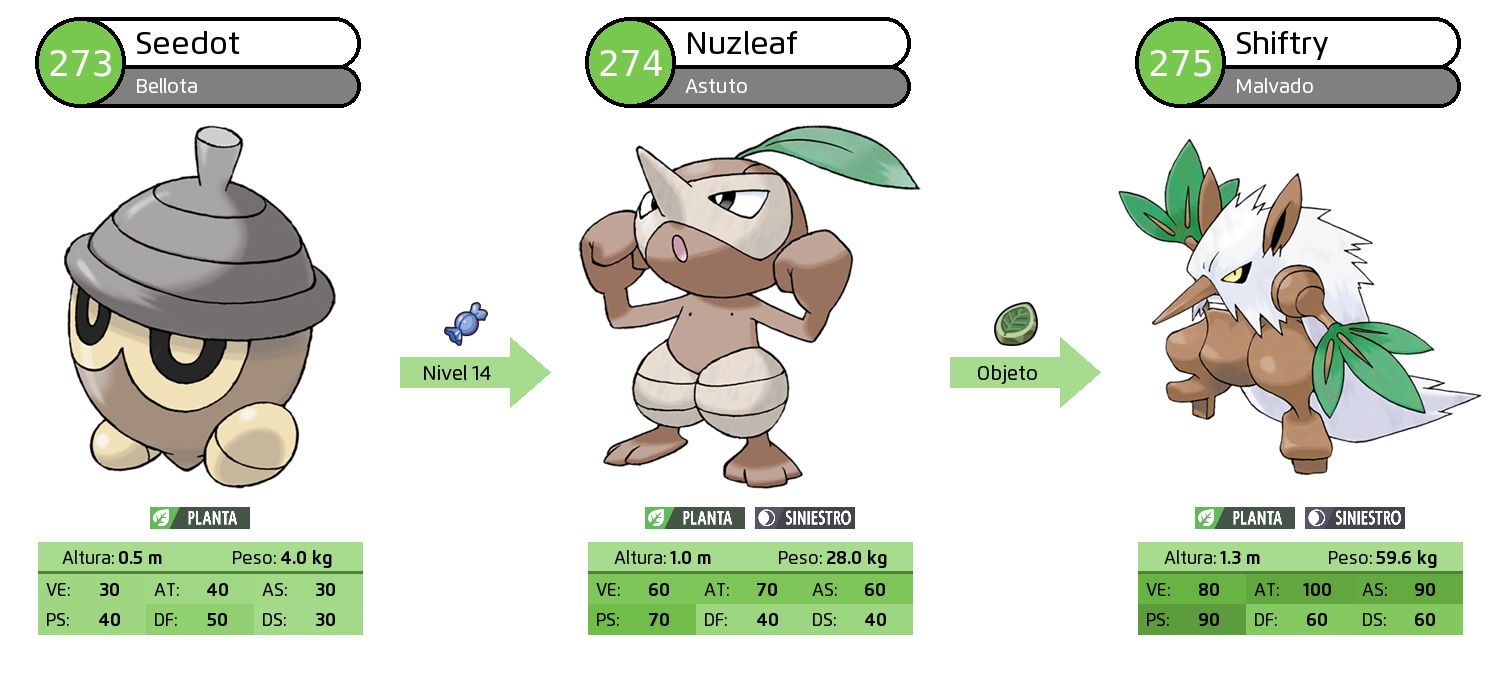 273 Seedot
Bellota
274 Nuzleaf
Astuto
275 Shiftry
Malvado
Nivel 14
Objeto
PLANTA
PLANTA SINIESTRO
PLANTA SINIESTRO
Altura: 0.5 m Peso: 4.0 kg
VE: 30 AT: 40 AS: 30
PS: 40 DF: 50 DS: 30
Altura: 1.0 m Peso: 28.0 kg
VE: 60 AT: 70 AS: 60
PS: 70 DF: 40 DS: 40
Altura: 1.3 m Peso: 59.6 kg
VE: 80 AT: 100 AS: 90
PS: 90 DF: 60 DS: 60